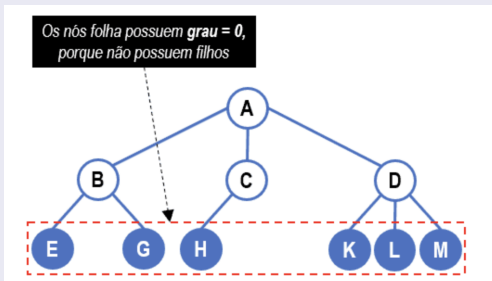 Os nós folha possuem grau = 0,
porque não possuem filhos
A
B C D
E G H K L M